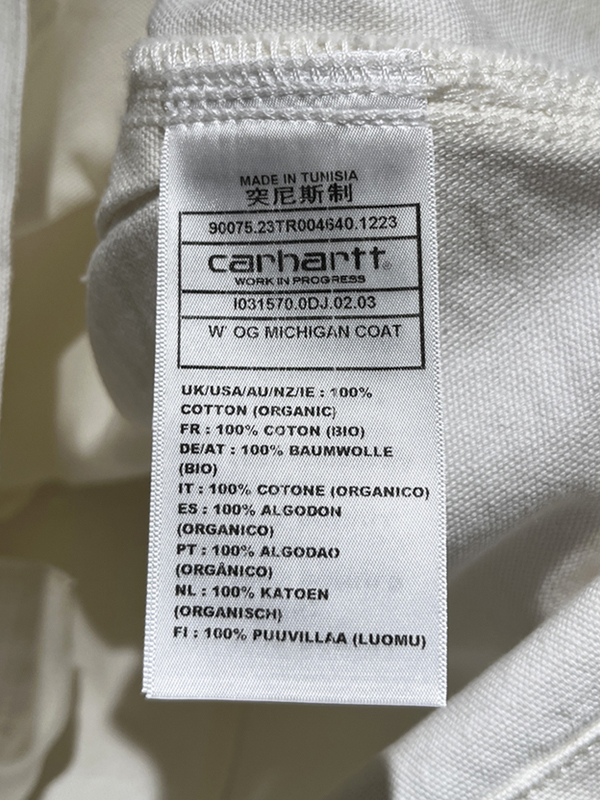 MADE IN TUNISIA
突尼斯制
90075.23TR004640.1223
carhartt®
WORK IN PROGRESS
I031570.0DJ.02.03
W' OG MICHIGAN COAT
UK/USA/AU/NZ/IE : 100%
COTTON (ORGANIC)
FR : 100% COTON (BIO)
DE/AT : 100% BAUMWOLLE
(BIO)
IT : 100% COTONE (ORGANICO)
ES : 100% ALGODON
(ORGANICO)
PT : 100% ALGODAO
(ORGÂNICO)
NL : 100% KATOEN
(ORGANISCH)
FI : 100% PUUVILLAA (LUOMU)